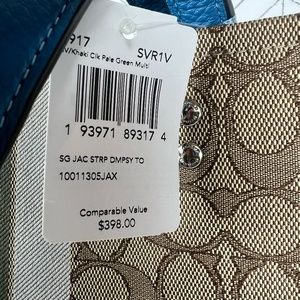 917 SVR1V
V/Khaki Clk Pale Green Multi
1 93971 89317 4
SG JAC STRP DMPSY TO
10011305JAX
Comparable Value
$398.00